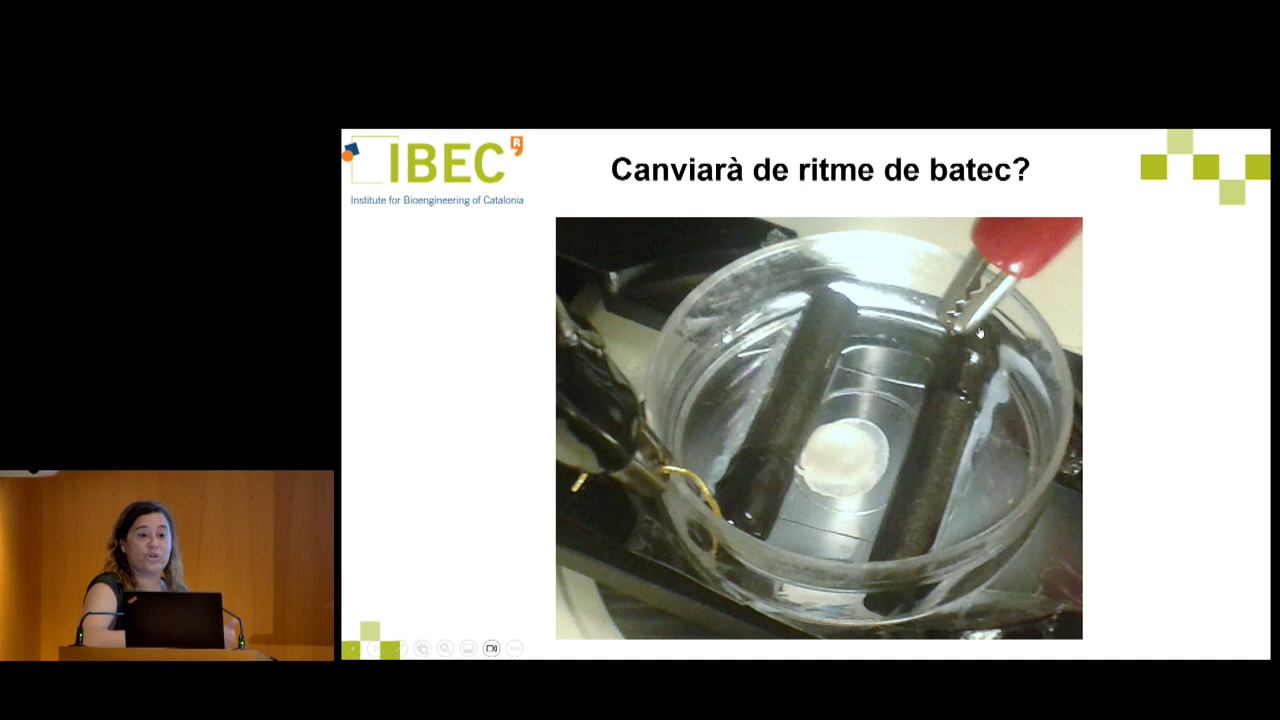 IBEC
R
Institute for Bioengineering of Catalonia
Canviarà de ritme de batec?